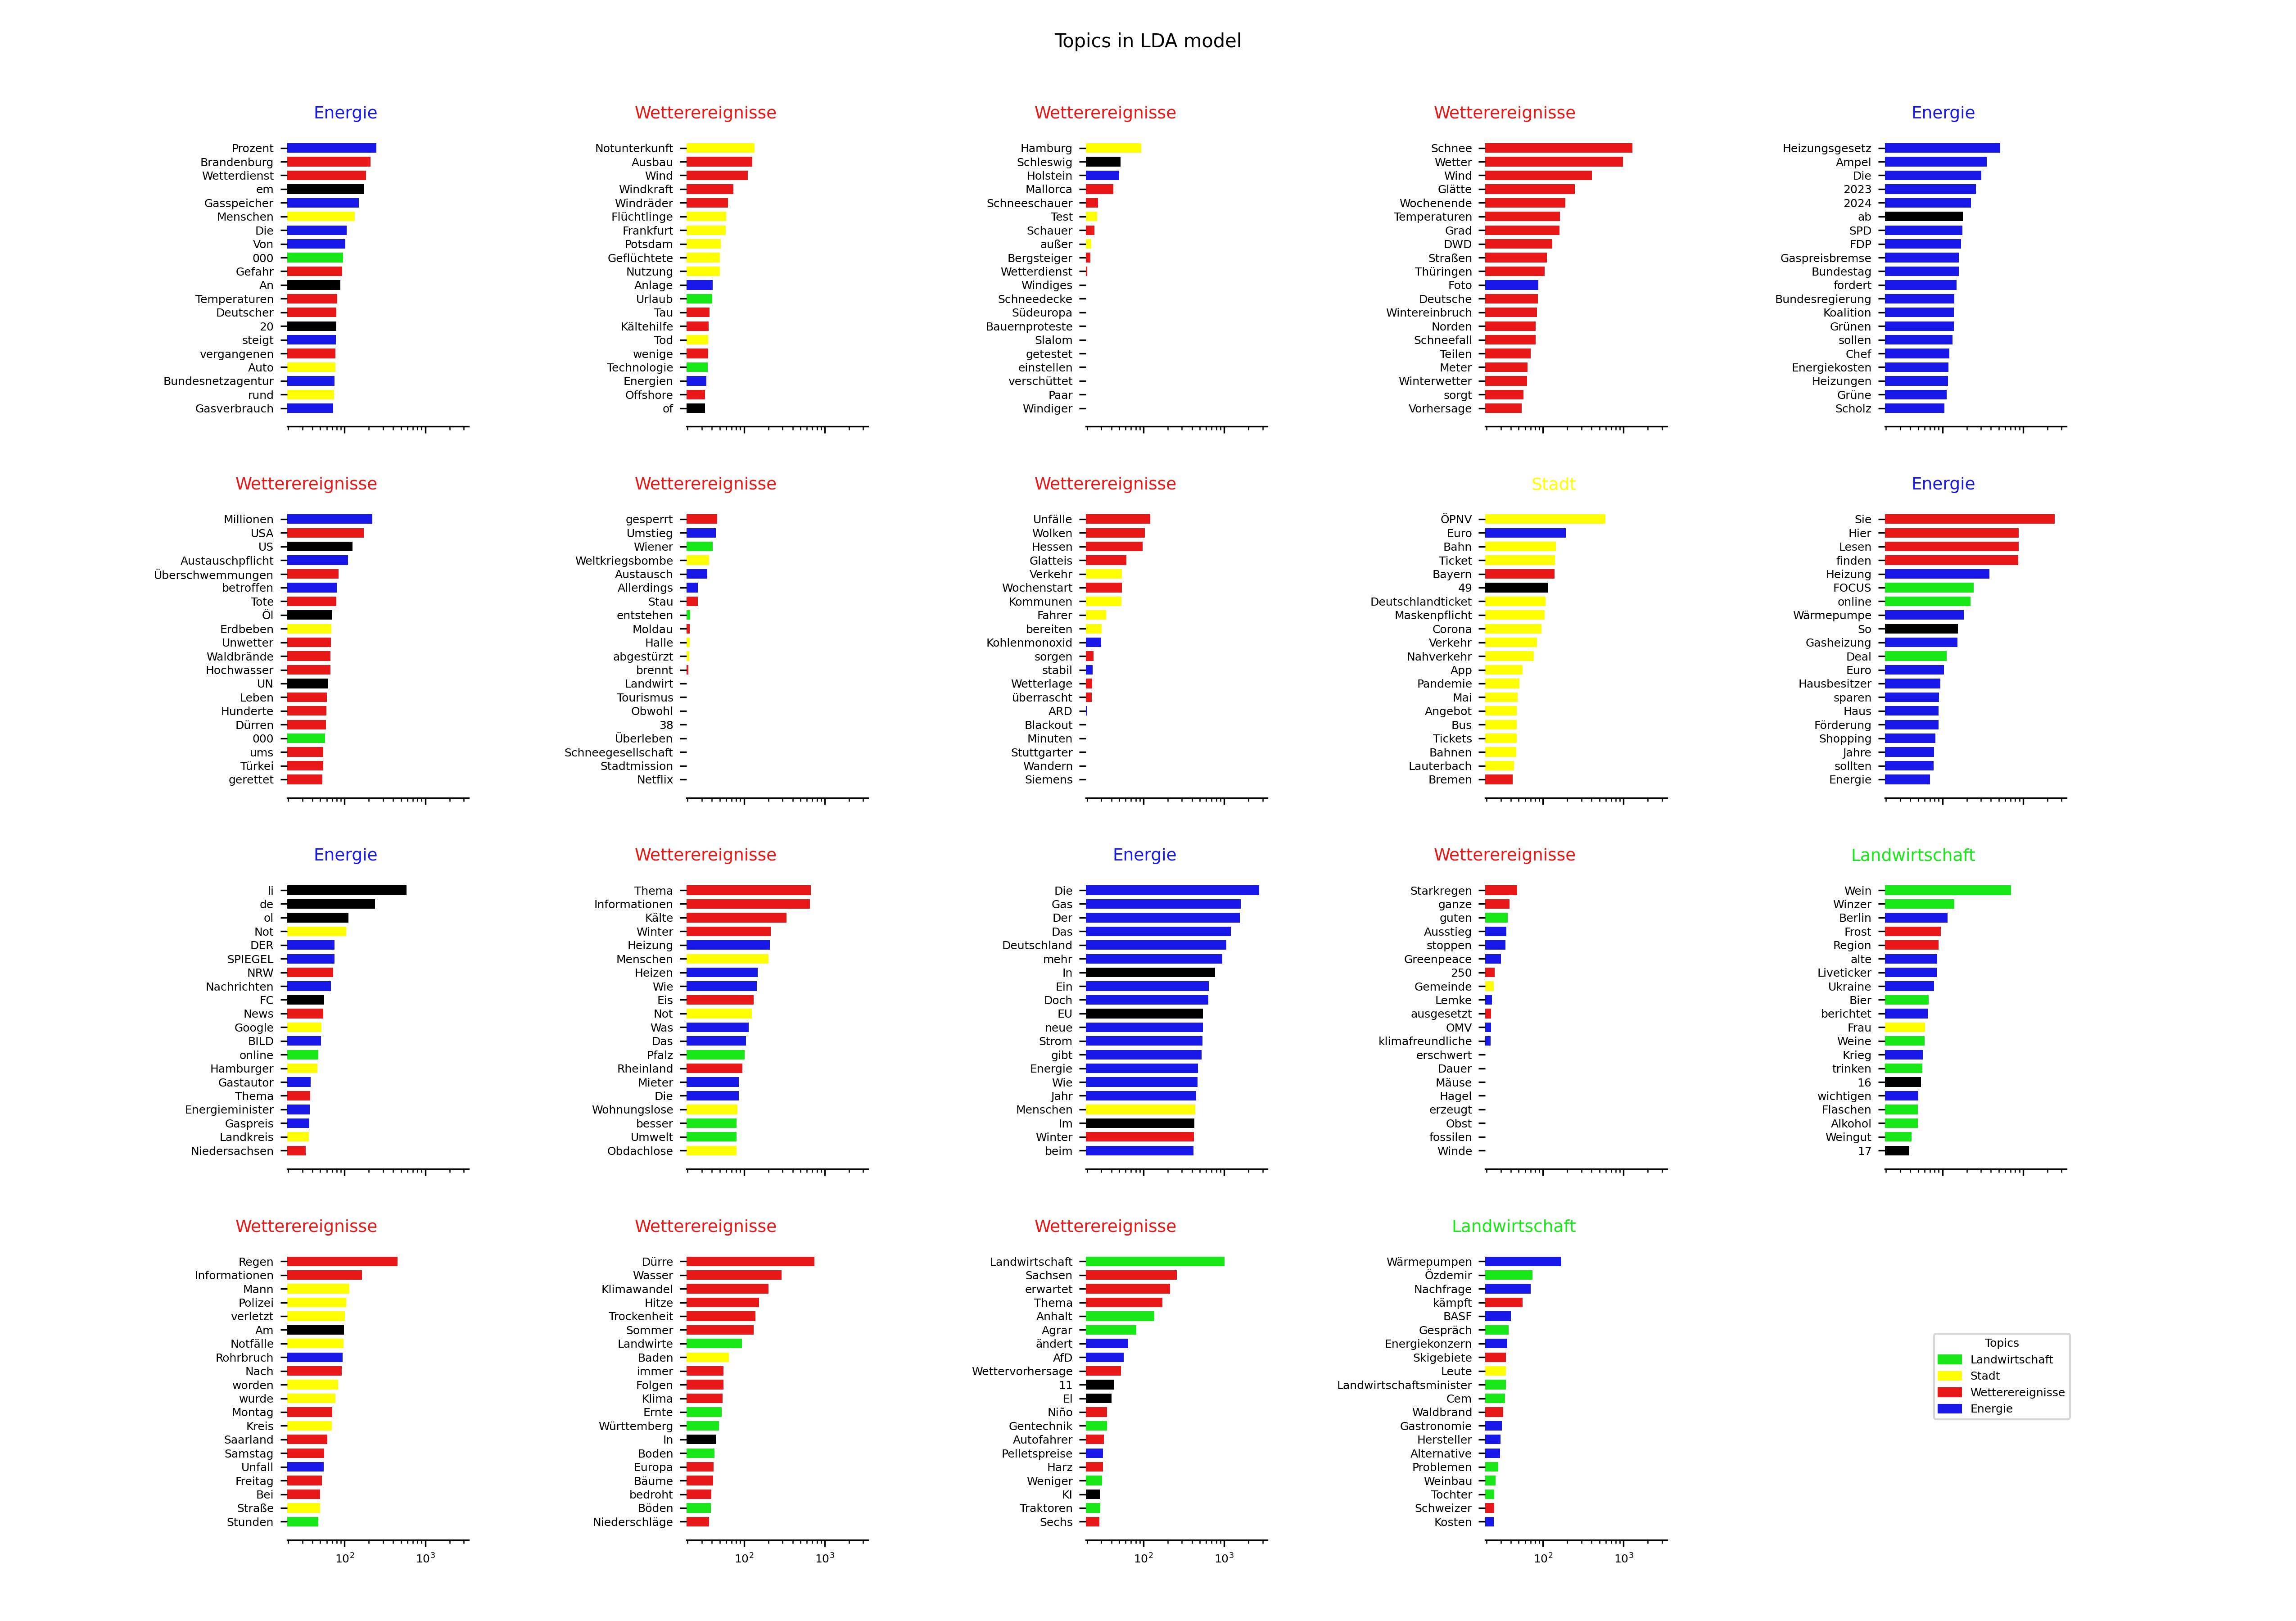 Topics in LDA model
Energie
Prozent
Brandenburg
Wetterdienst
em
Gasspeicher
Menschen
Die
Von
000
Gefahr
An
Temperaturen
Deutscher
20
steigt
vergangenen
Auto
Bundesnetzagentur
rund
Gasverbrauch
Wetterereignisse
Notunterkunft
Ausbau
Wind
Windkraft
Windräder
Flüchtlinge
Frankfurt
Potsdam
Geflüchtete
Nutzung
Anlage
Urlaub
Tau
Kältehilfe
Tod
wenige
Technologie
Energien
Offshore
of
Wetterereignisse
Hamburg
Schleswig
Holstein
Mallorca
Schneeschauer
Test
Schauer
außer
Bergsteiger
Wetterdienst
Windiges
Schneedecke
Südeuropa
Bauernproteste
Slalom
getestet
einstellen
verschüttet
Paar
Windiger
Wetterereignisse
Schnee
Wetter
Wind
Glätte
Wochenende
Temperaturen
Grad
DWD
Straßen
Thüringen
Foto
Deutsche
Wintereinbruch
Norden
Schneefall
Teilen
Meter
Winterwetter
sorgt
Vorhersage
Energie
Heizungsgesetz
Ampel
Die
2023
2024
ab
SPD
FDP
Gaspreisbremse
Bundestag
fordert
Bundesregierung
Koalition
Grünen
sollen
Chef
Energiekosten
Heizungen
Grüne
Scholz
Wetterereignisse
Millionen
USA
US
Austauschpflicht
Überschwemmungen
betroffen
Tote
Öl
Erdbeben
Unwetter
Waldbrände
Hochwasser
UN
Leben
Hunderte
Dürren
000
ums
Türkei
gerettet
Wetterereignisse
gesperrt
Umstieg
Wiener
Weltkriegsbombe
Austausch
Allerdings
Stau
entstehen
Moldau
Halle
abgestürzt
brennt
Landwirt
Tourismus
Obwohl
38
Überleben
Schneegesellschaft
Stadtmission
Netflix
Wetterereignisse
Unfälle
Wolken
Hessen
Glatteis
Verkehr
Wochenstart
Kommunen
Fahrer
bereiten
Kohlenmonoxid
sorgen
stabil
Wetterlage
überrascht
ARD
Blackout
Minuten
Stuttgarter
Wandern
Siemens
Stadt
ÖPNV
Euro
Bahn
Ticket
Bayern
49
Deutschlandticket
Maskenpflicht
Corona
Verkehr
Nahverkehr
App
Pandemie
Mai
Angebot
Bus
Tickets
Bahnen
Lauterbach
Bremen
Energie
Sie
Hier
Lesen
finden
Heizung
FOCUS
online
Wärmepumpe
So
Gasheizung
Deal
Euro
Hausbesitzer
sparen
Haus
Förderung
Shopping
Jahre
sollten
Energie
Energie
li
de
ol
Not
DER
SPIEGEL
NRW
Nachrichten
FC
News
Google
BILD
online
Hamburger
Gastautor
Thema
Energieminister
Gaspreis
Landkreis
Niedersachsen
Wetterereignisse
Thema
Informationen
Kälte
Winter
Heizung
Menschen
Heizen
Wie
Eis
Not
Was
Das
Pfalz
Rheinland
Mieter
Die
Wohnungslose
besser
Umwelt
Obdachlose
Energie
Die
Gas
Der
Das
Deutschland
mehr
In
Ein
Doch
EU
neue
Strom
gibt
Energie
Wie
Jahr
Menschen
Im
Winter
beim
Wetterereignisse
Starkregen
ganze
guten
Ausstieg
stoppen
Greenpeace
250
Gemeinde
Lemke
ausgesetzt
OMV
klimafreundliche
erschwert
Dauer
Mäuse
Hagel
erzeugt
Obst
fossilen
Winde
Landwirtschaft
Wein
Winzer
Berlin
Frost
Region
alte
Liveticker
Ukraine
Bier
berichtet
Frau
Weine
Krieg
trinken
16
wichtigen
Flaschen
Alkohol
Weingut
17
Wetterereignisse
Regen
Informationen
Mann
Polizei
verletzt
Am
Notfälle
Rohrbruch
Nach
worden
wurde
Montag
Kreis
Saarland
Samstag
Unfall
Freitag
Bei
Straße
Stunden
10² 10³
Wetterereignisse
Dürre
Wasser
Klimawandel
Hitze
Trockenheit
Sommer
Landwirte
Baden
immer
Folgen
Klima
Ernte
Württemberg
In
Boden
Europa
Bäume
bedroht
Böden
Niederschläge
10² 10³
Wetterereignisse
Landwirtschaft
Sachsen
erwartet
Thema
Anhalt
Agrar
ändert
AfD
Wettervorhersage
11
El
Niño
Gentechnik
Autofahrer
Pelletspreise
Harz
Weniger
KI
Traktoren
Sechs
10² 10³
Landwirtschaft
Wärmepumpen
Özdemir
Nachfrage
kämpft
BASF
Gespräch
Energiekonzern
Skigebiete
Leute
Landwirtschaftsminister
Cem
Waldbrand
Gastronomie
Hersteller
Alternative
Problemen
Weinbau
Tochter
Schweizer
Kosten
10² 10³
Topics
Landwirtschaft
Stadt
Wetterereignisse
Energie